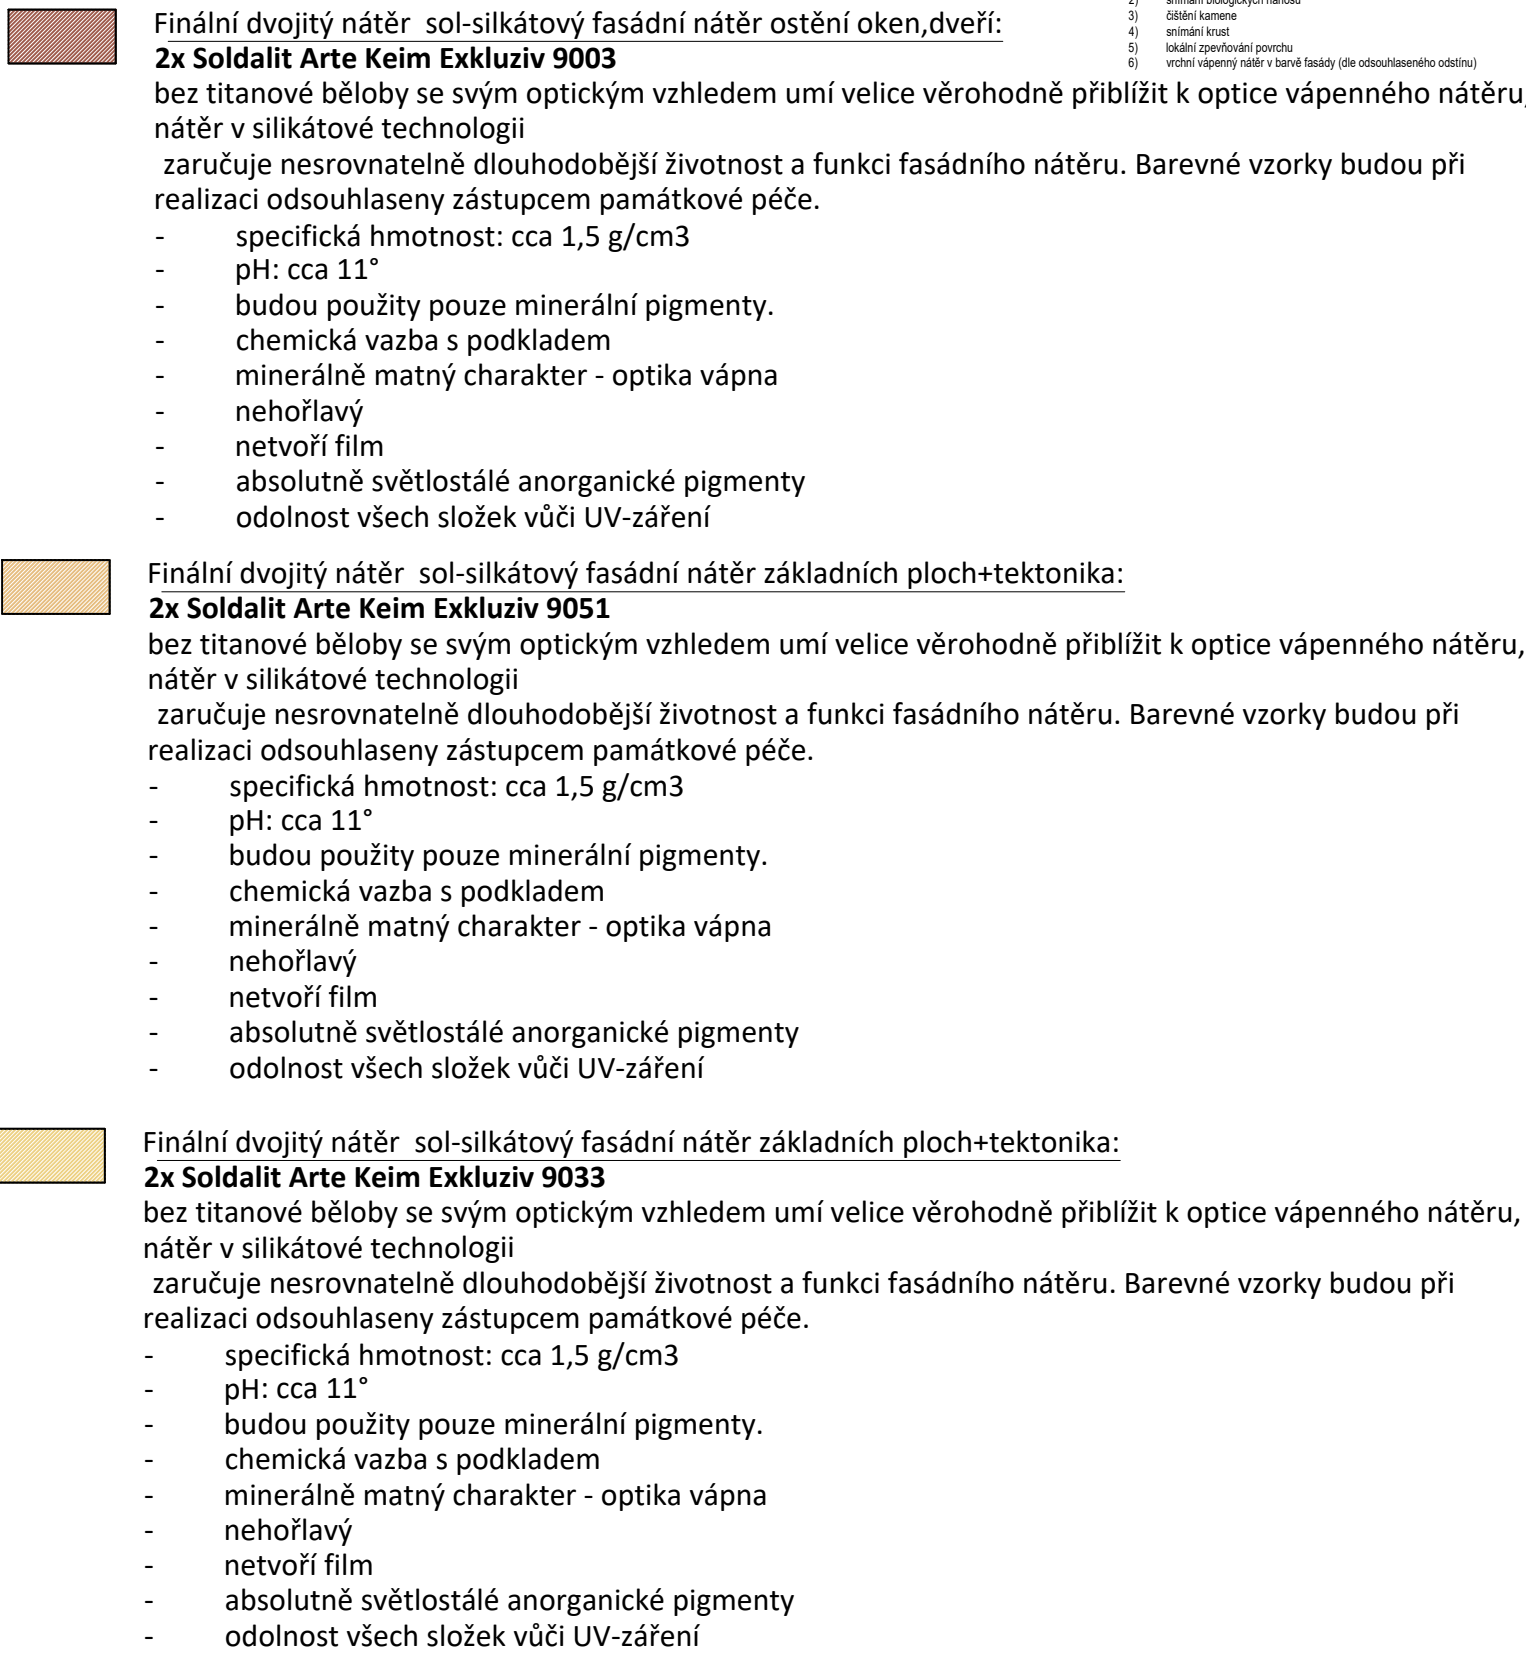 2) snímání biologických nánosů
3) čištění kamene
4) snímání krust
5) lokální zpevňování povrchu
6) vrchní vápenný nátěr v barvě fasády (dle odsouhlaseného odstínu)
Finální dvojitý nátěr  sol-silkátový fasádní nátěr ostění oken,dveří:
2x Soldalit Arte Keim Exkluziv 9003
bez titanové běloby se svým optickým vzhledem umí velice věrohodně přiblížit k optice vápenného nátěru,
nátěr v silikátové technologii
zaručuje nesrovnatelně dlouhodobější životnost a funkci fasádního nátěru. Barevné vzorky budou při
realizaci odsouhlaseny zástupcem památkové péče.
- specifická hmotnost: cca 1,5 g/cm3
- pH: cca 11°
- budou použity pouze minerální pigmenty.
- chemická vazba s podkladem
- minerálně matný charakter - optika vápna
- nehořlavý
- netvoří film
- absolutně světlostálé anorganické pigmenty
- odolnost všech složek vůči UV-záření
Finální dvojitý nátěr  sol-silkátový fasádní nátěr základních ploch+tektonika:
2x Soldalit Arte Keim Exkluziv 9051
bez titanové běloby se svým optickým vzhledem umí velice věrohodně přiblížit k optice vápenného nátěru,
nátěr v silikátové technologii
zaručuje nesrovnatelně dlouhodobější životnost a funkci fasádního nátěru. Barevné vzorky budou při
realizaci odsouhlaseny zástupcem památkové péče.
- specifická hmotnost: cca 1,5 g/cm3
- pH: cca 11°
- budou použity pouze minerální pigmenty.
- chemická vazba s podkladem
- minerálně matný charakter - optika vápna
- nehořlavý
- netvoří film
- absolutně světlostálé anorganické pigmenty
- odolnost všech složek vůči UV-záření
Finální dvojitý nátěr  sol-silkátový fasádní nátěr základních ploch+tektonika:
2x Soldalit Arte Keim Exkluziv 9033
bez titanové běloby se svým optickým vzhledem umí velice věrohodně přiblížit k optice vápenného nátěru,
nátěr v silikátové technologii
zaručuje nesrovnatelně dlouhodobější životnost a funkci fasádního nátěru. Barevné vzorky budou při
realizaci odsouhlaseny zástupcem památkové péče.
- specifická hmotnost: cca 1,5 g/cm3
- pH: cca 11°
- budou použity pouze minerální pigmenty.
- chemická vazba s podkladem
- minerálně matný charakter - optika vápna
- nehořlavý
- netvoří film
- absolutně světlostálé anorganické pigmenty
- odolnost všech složek vůči UV-záření